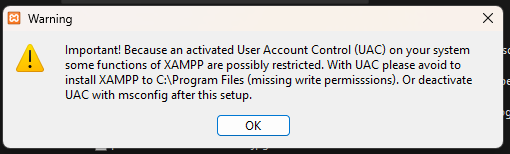 Warning
Important! Because an activated User Account Control (UAC) on your system
some functions of XAMPP are possibly restricted. With UAC please avoid to
install XAMPP to C:\Program Files (missing write permisssions). Or deactivate
UAC with msconfig after this setup.
OK